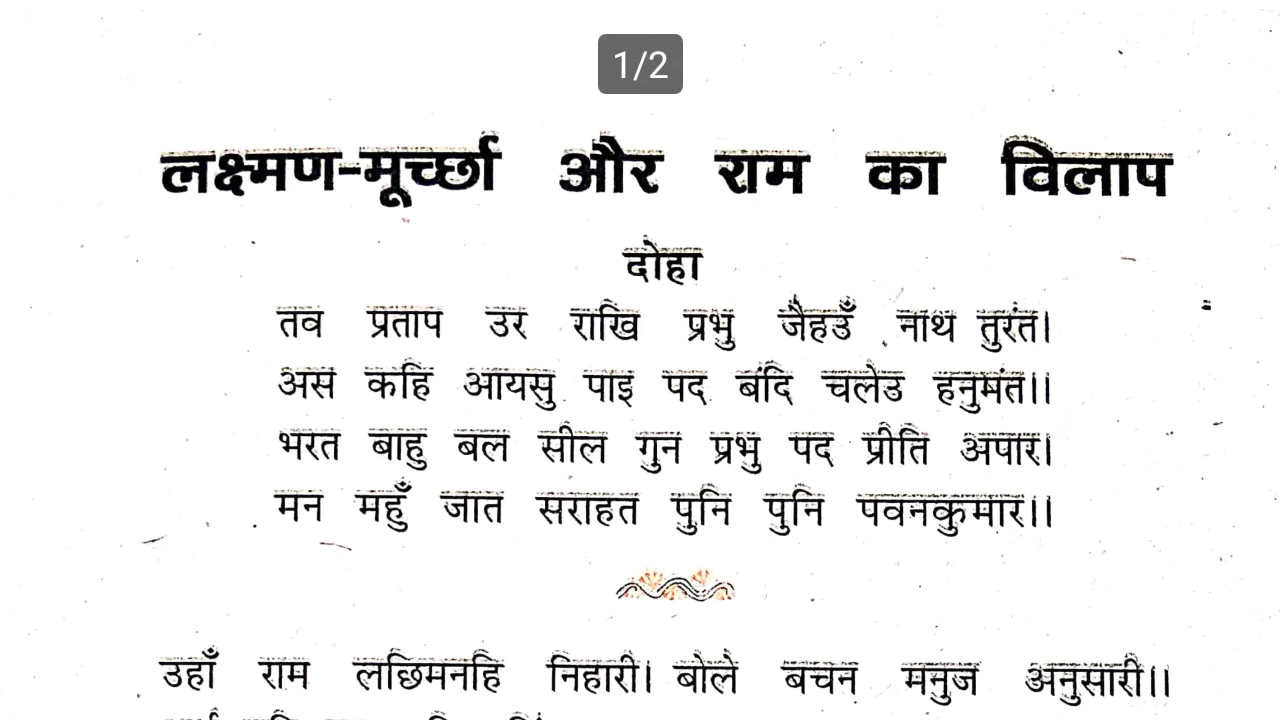 1/2
लक्ष्मण-मूर्च्छा और राम का विलाप
दोहा
तव प्रताप उर राखि प्रभु जैहउँ नाथ तुरंत।
अस कहि आयसु पाइ पद बंदि चलेउ हनुमंत।।
भरत बाहु बल सील गुन प्रभु पद प्रीति अपार।
मन महुँ जात सराहत पुनि पुनि पवनकुमार।।
उहाँ राम लछिमनहि निहारी। बोले बचन मनुज अनुसारी।।